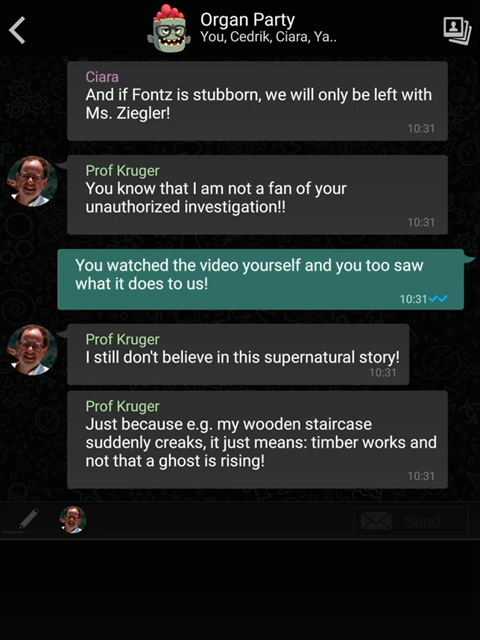 Organ Party
You, Cedrik, Ciara, Ya..
Ciara
And if Fontz is stubborn, we will only be left with
Ms. Ziegler!
10:31
Prof Kruger
You know that I am not a fan of your
unauthorized investigation!!
10:31
You watched the video yourself and you too saw
what it does to us!
10:31
Prof Kruger
I still don't believe in this supernatural story!
10:31
Prof Kruger
Just because e.g. my wooden staircase
suddenly creaks, it just means: timber works and
not that a ghost is rising!
10:31
Send